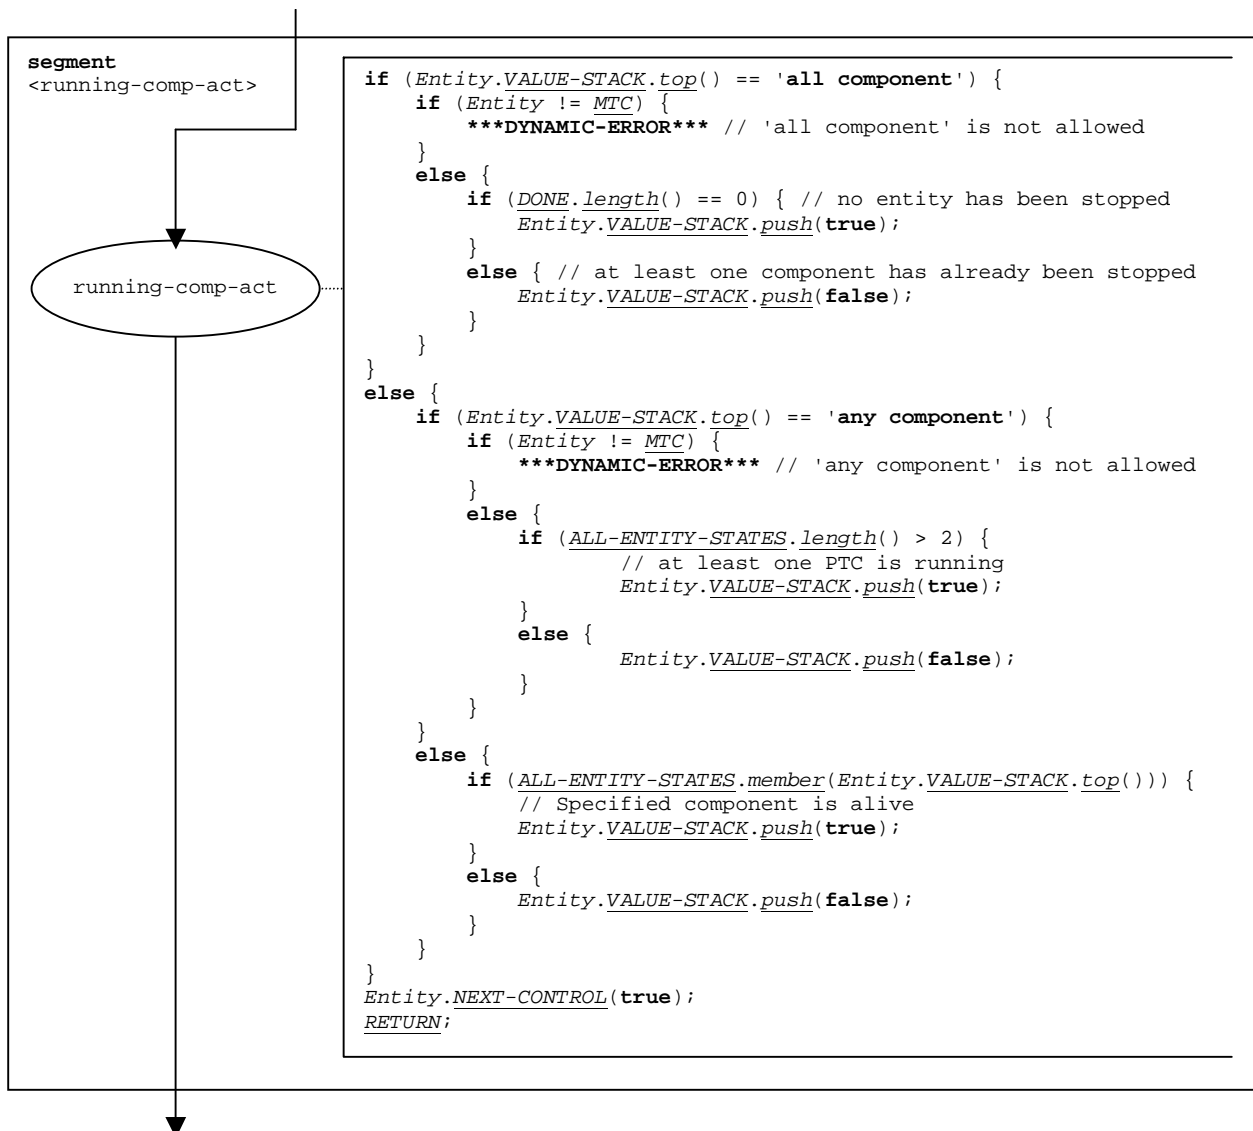 segment
<running-comp-act>
running-comp-act
if (Entity.VALUE-STACK.top() == 'all component') {
    if (Entity != MTC) {
        ***DYNAMIC-ERROR*** // 'all component' is not allowed
    }
    else {
        if (DONE.length() == 0) { // no entity has been stopped
            Entity.VALUE-STACK.push(true);
        }
        else { // at least one component has already been stopped
            Entity.VALUE-STACK.push(false);
        }
    }
}
else {
    if (Entity.VALUE-STACK.top() == 'any component') {
        if (Entity != MTC) {
            ***DYNAMIC-ERROR*** // 'any component' is not allowed
        }
        else {
            if (ALL-ENTITY-STATES.length() > 2) {
                    // at least one PTC is running
                    Entity.VALUE-STACK.push(true);
            }
            else {
                    Entity.VALUE-STACK.push(false);
            }
        }
    }
    else {
        if (ALL-ENTITY-STATES.member(Entity.VALUE-STACK.top())) {
            // Specified component is alive
            Entity.VALUE-STACK.push(true);
        }
        else {
            Entity.VALUE-STACK.push(false);
        }
    }
}
Entity.NEXT-CONTROL(true);
RETURN;